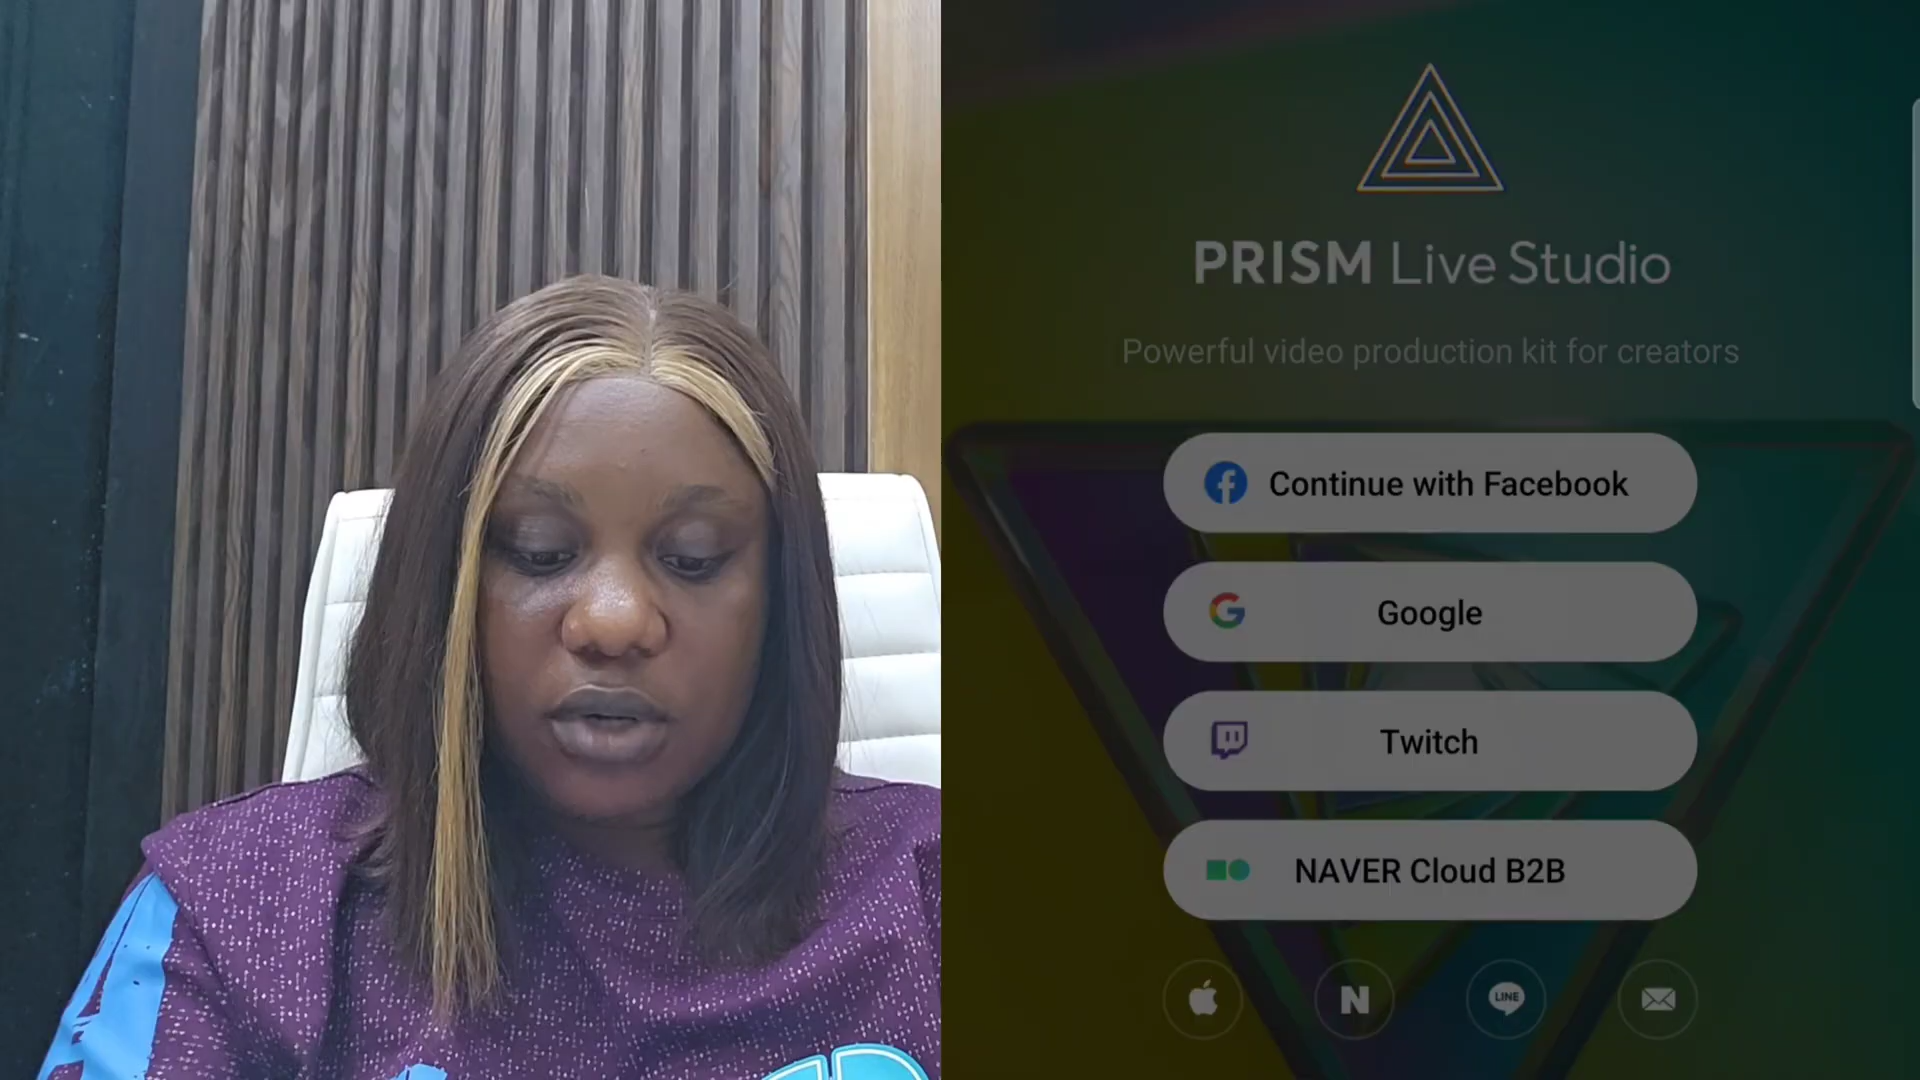 PRISM Live Studio
Powerful video production kit for creators
Continue with Facebook
Google
Twitch
NAVER Cloud B2B
N
LINE